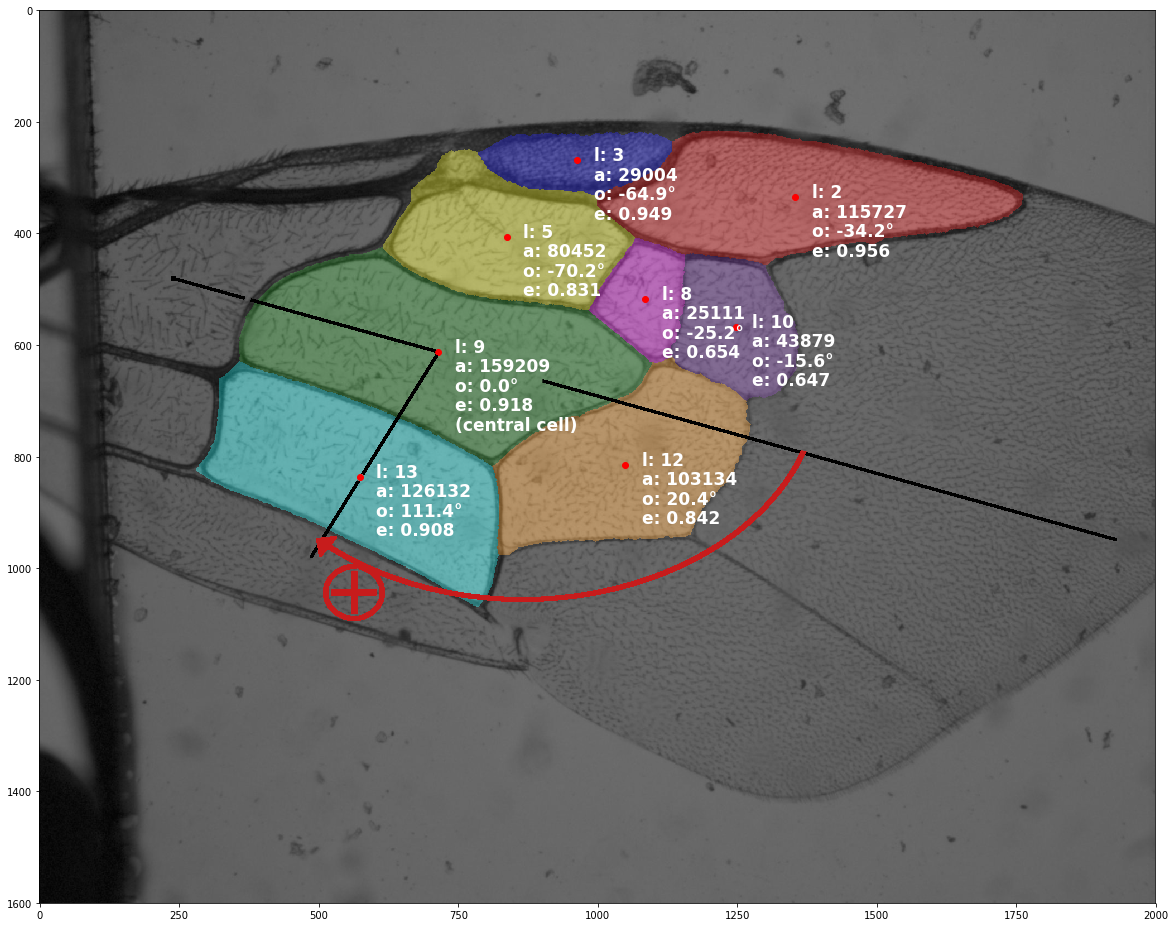 0
200
400
600
800
1000
1200
1400
1600
l: 3
a: 29004
o: -64.9°
e: 0.949
l: 2
a: 115727
o: -34.2°
e: 0.956
l: 5
a: 80452
o: -70.2°
e: 0.831
l: 8
a: 25111
o: -25.2°
e: 0.654
l: 10
a: 43879
o: -15.6°
e: 0.647
l: 9
a: 159209
o: 0.0°
e: 0.918
(central cell)
l: 13
a: 126132
o: 111.4°
e: 0.908
l: 12
a: 103134
o: 20.4°
e: 0.842
0 250 500 750 1000 1250 1500 1750 2000